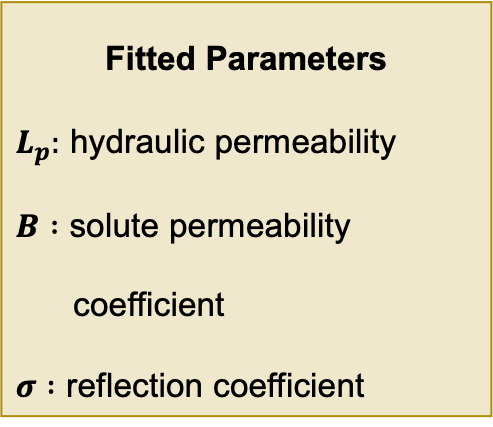 Fitted Parameters
𝑳𝒑: hydraulic permeability
𝑩 : solute permeability
coefficient
𝝈 : reflection coefficient